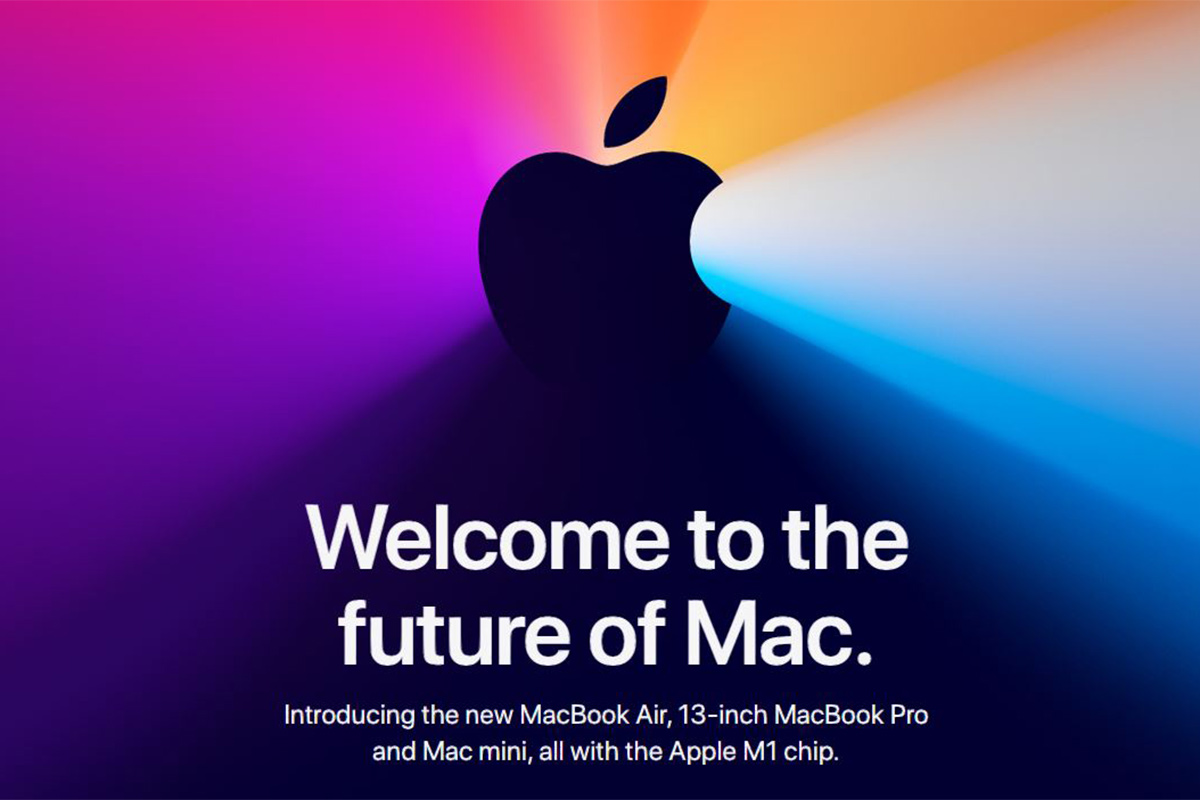 Welcome to the
future of Mac.
Introducing the new MacBook Air, 13-inch MacBook Pro
and Mac mini, all with the Apple M1 chip.